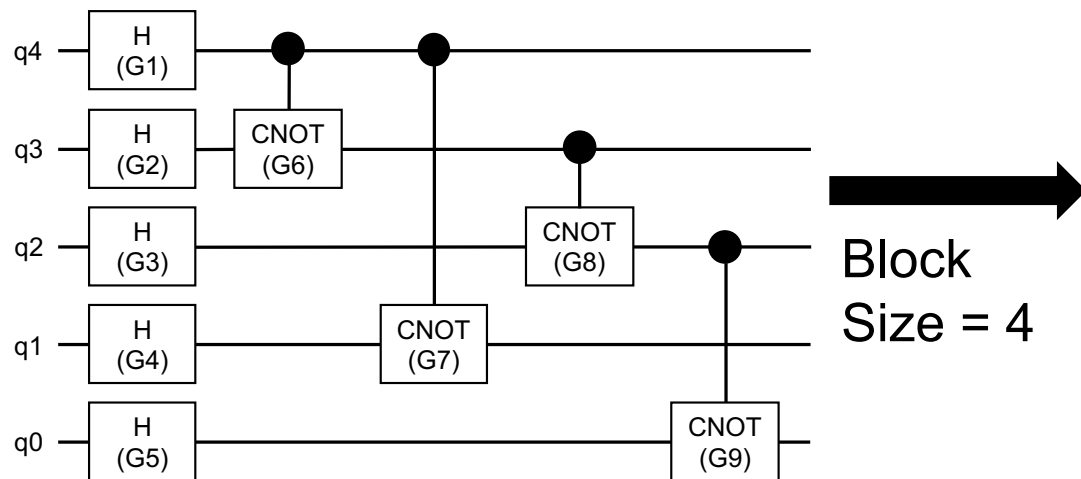 q4
H
(G1)
q3
H
(G2)
CNOT
(G6)
q2
H
(G3)
CNOT
(G8)
Block
Size = 4
q1
H
(G4)
CNOT
(G7)
q0
H
(G5)
CNOT
(G9)